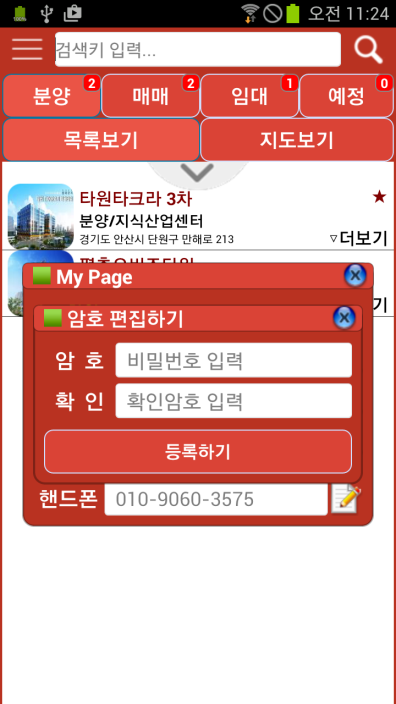 오전 11:24
검색키 입력...
분양 2 매매 2 임대 1 예정 0
목록보기 지도보기
타원타크라 3차 ★
분양/지식산업센터
경기도 안산시 단원구 만해로 213 ▽더보기
My Page
암호 편집하기
암 호 비밀번호 입력
확 인 확인암호 입력
등록하기
핸드폰 010-9060-3575